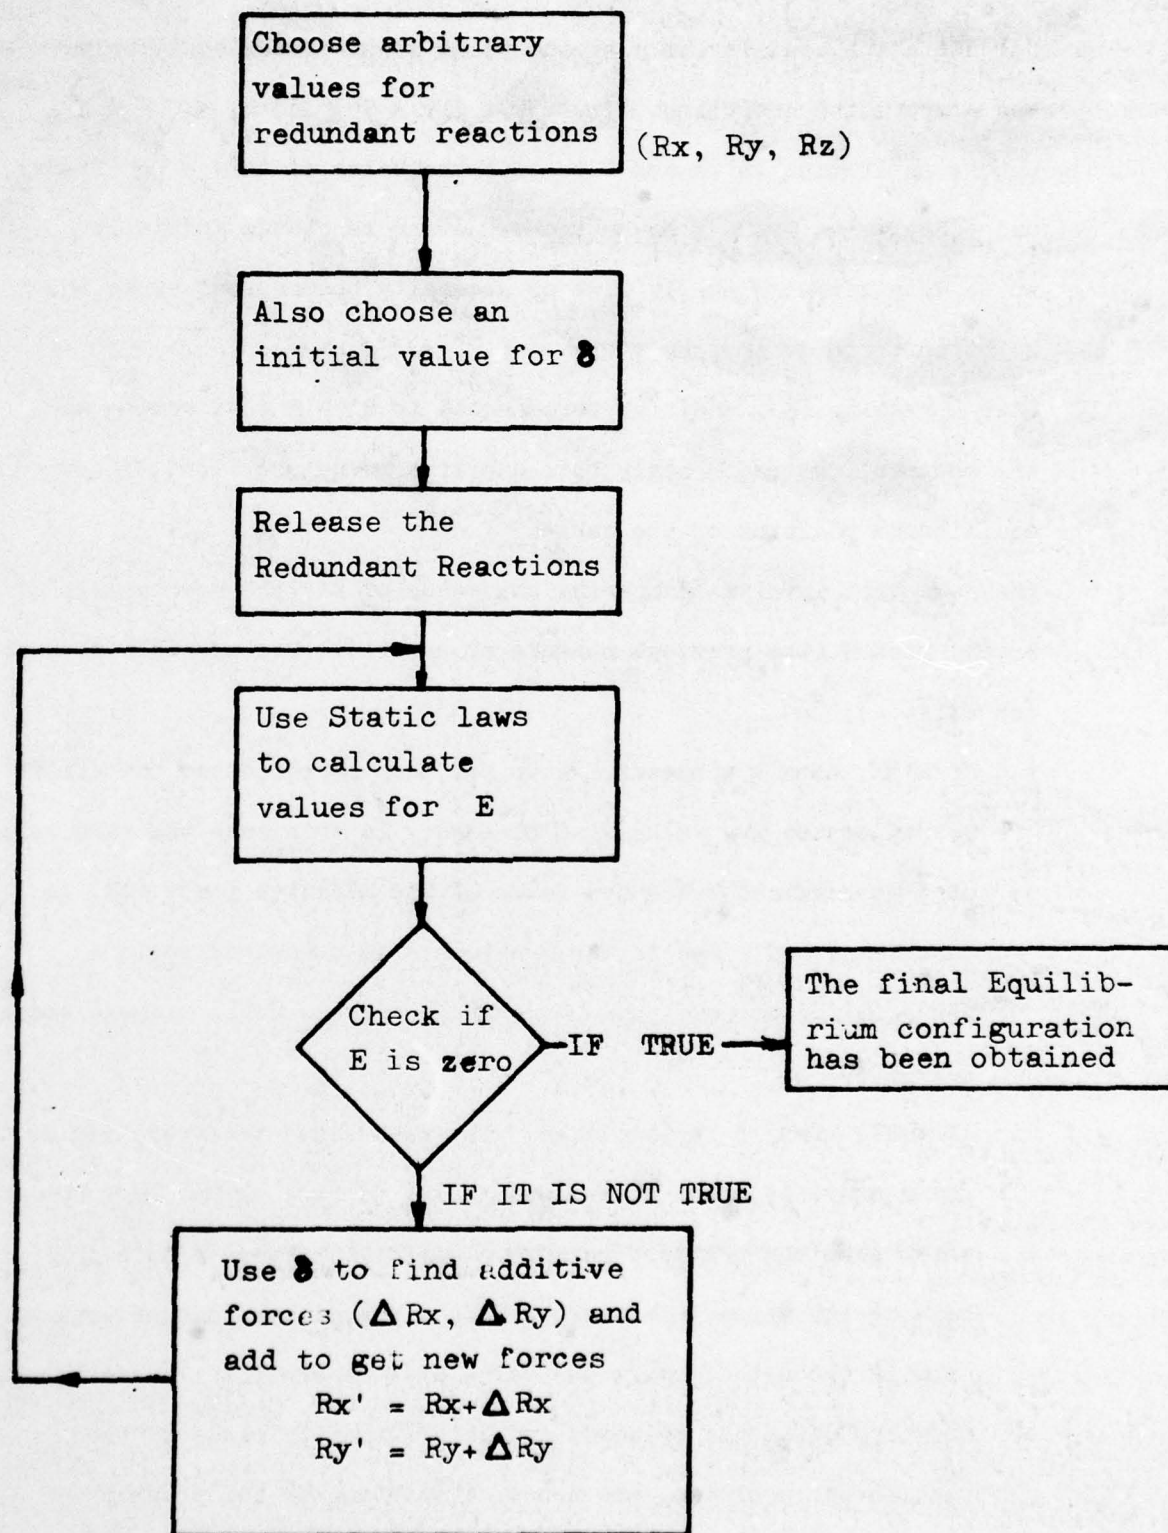 Choose arbitrary
values for
redundant reactions
(Rx, Ry, Rz)
Also choose an
initial value for δ
Release the
Redundant Reactions
Use Static laws
to calculate
values for E
Check if
E is zero
IF TRUE
The final Equilib-
rium configuration
has been obtained
IF IT IS NOT TRUE
Use δ to find additive
forces (Δ Rx, Δ Ry) and
add to get new forces
Rx' = Rx+ΔRx
Ry' = Ry+ΔRy